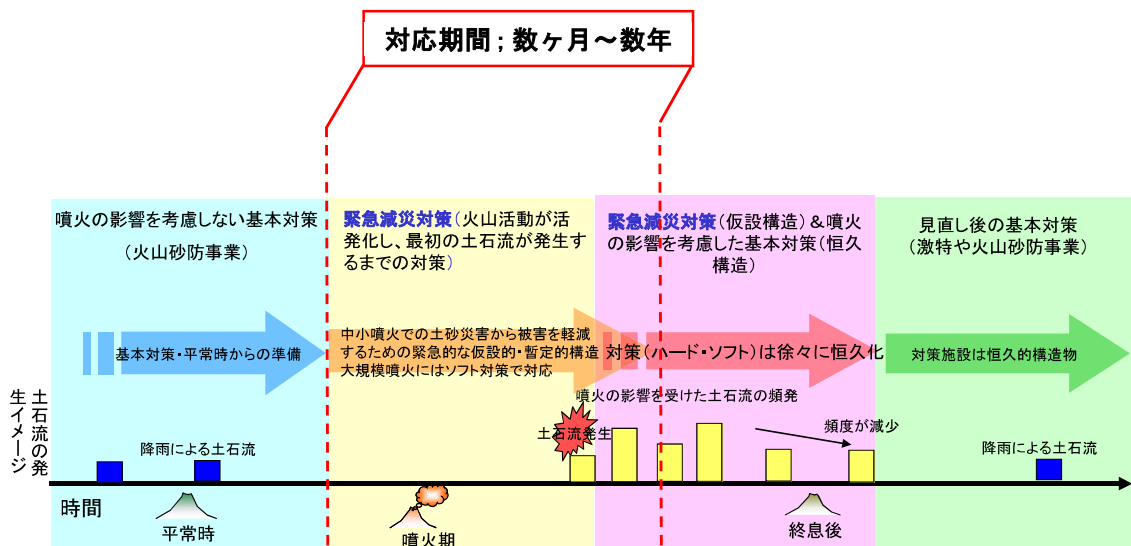 対応期間；数ヶ月～数年
噴火の影響を考慮しない基本対策
（火山砂防事業）
緊急減災対策（火山活動が活
発化し、最初の土石流が発生す
るまでの対策）
緊急減災対策（仮設構造）＆噴火
の影響を考慮した基本対策（恒久
構造）
見直し後の基本対策
（激特や火山砂防事業）
基本対策・平常時からの準備
中小噴火での土砂災害から被害を軽減
するための緊急的な仮設的・暫定的構造
大規模噴火にはソフト対策で対応
対策（ハード・ソフト）は徐々に恒久化
対策施設は恒久的構造物
噴火の影響を受けた土石流の頻発
土石流の発
生イメージ
降雨による土石流
土石流発生
頻度が減少
降雨による土石流
時間
平常時
噴火期
終息後